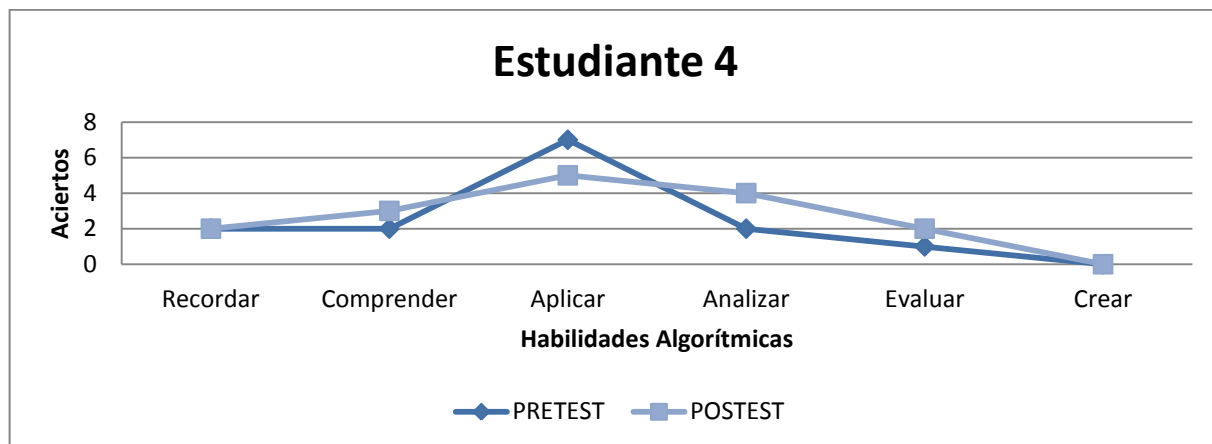 Estudiante 4
Aciertos
8
6
4
2
0
Recordar Comprender Aplicar Analizar Evaluar Crear
Habilidades Algorítmicas
PRETEST POSTEST